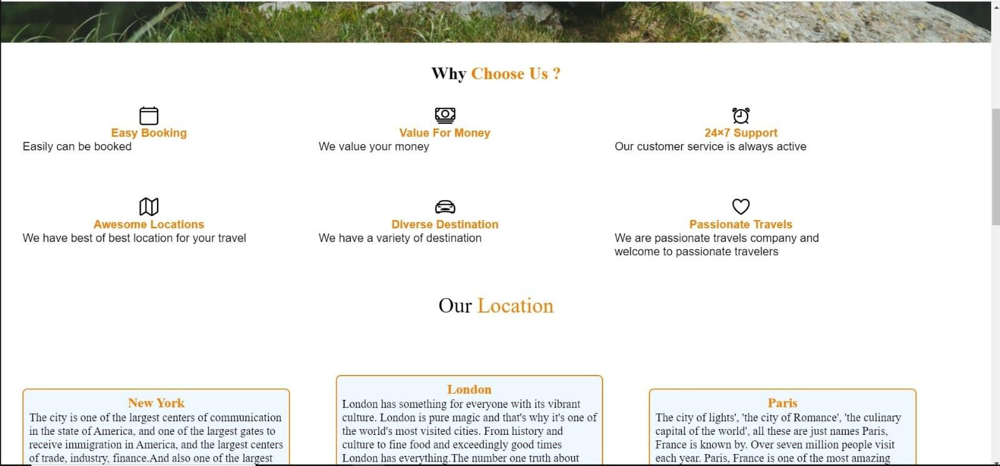 Why Choose Us ?
Easy Booking
Easily can be booked
Value For Money
We value your money
24×7 Support
Our customer service is always active
Awesome Locations
We have best of best location for your travel
Diverse Destination
We have a variety of destination
Passionate Travels
We are passionate travels company and
welcome to passionate travelers
Our Location
New York
The city is one of the largest centers of communication
in the state of America, and one of the largest gates to
receive immigration in America, and the largest centers
of trade, industry, finance.And also one of the largest
London
London has something for everyone with its vibrant
culture. London is pure magic and that's why it's one of
the world's most visited cities. From history and
culture to fine food and exceedingly good times
London has everything.The number one truth about
Paris
The city of lights', 'the city of Romance', 'the culinary
capital of the world', all these are just names Paris,
France is known by. Over seven million people visit
each year. Paris, France is one of the most amazing